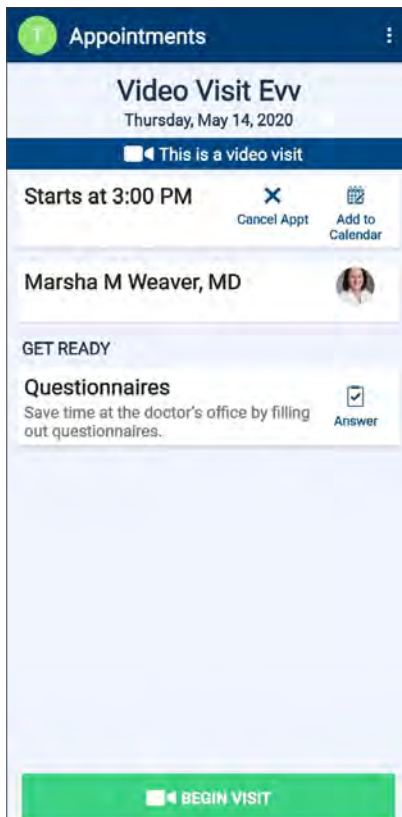 T Appointments
Video Visit Evv
Thursday, May 14, 2020
This is a video visit
Starts at 3:00 PM
Cancel Appt
Add to
Calendar
Marsha M Weaver, MD
GET READY
Questionnaires
Save time at the doctor's office by filling
out questionnaires.
Answer
BEGIN VISIT